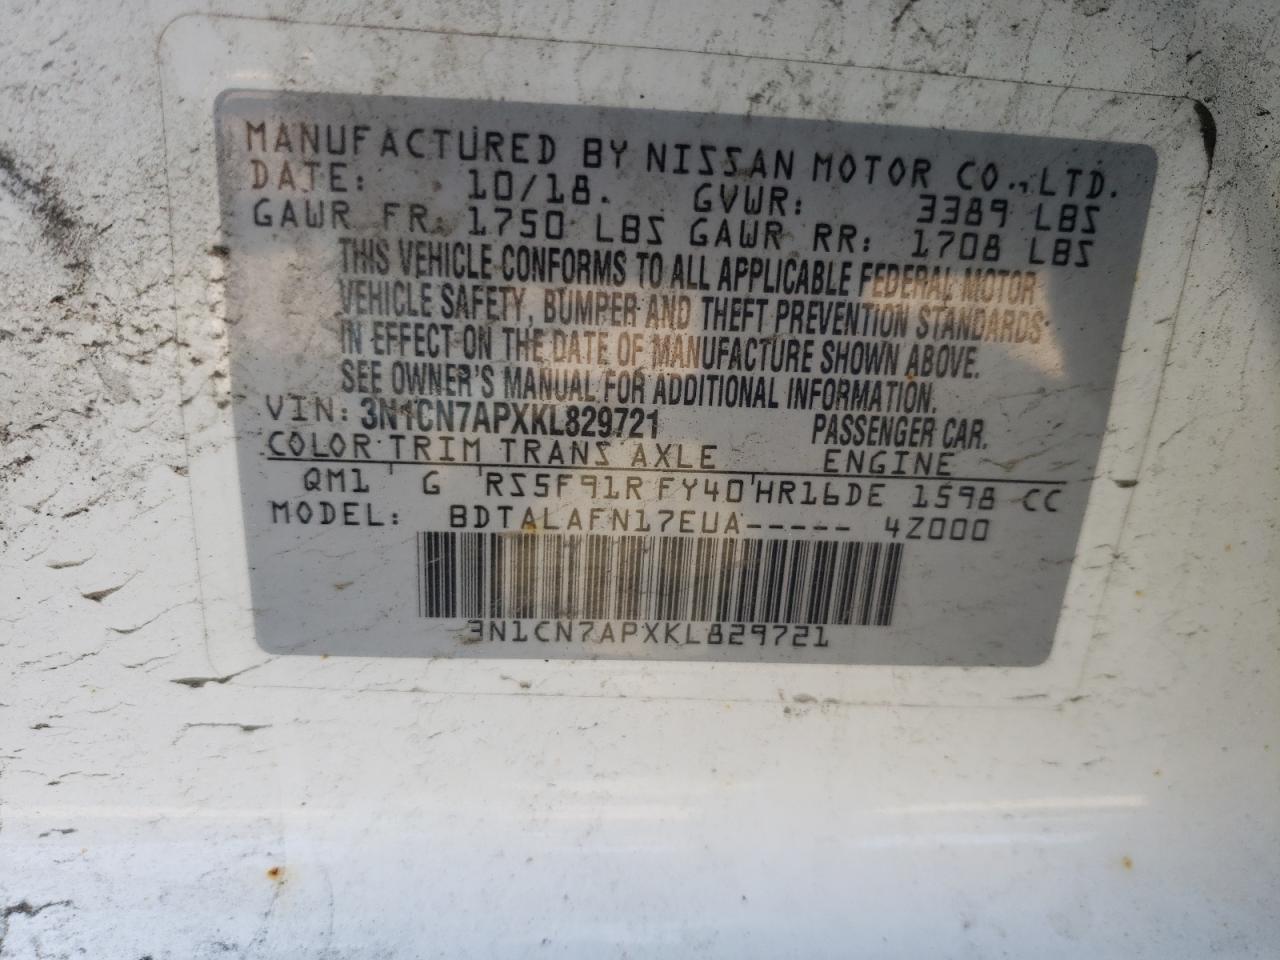 MANUFACTURED BY NISSAN MOTOR CO., LTD.
DATE: 10/18. GVWR: 3389 LBS
GAWR FR: 1750 LBS GAWR RR: 1708 LBS
THIS VEHICLE CONFORMS TO ALL APPLICABLE FEDERAL MOTOR
VEHICLE SAFETY, BUMPER AND THEFT PREVENTION STANDARDS
IN EFFECT ON THE DATE OF MANUFACTURE SHOWN ABOVE.
SEE OWNER'S MANUAL FOR ADDITIONAL INFORMATION.
VIN: 3N1CN7APXKL829721 PASSENGER CAR.
COLOR TRIM TRANS AXLE ENGINE
QM1 G RS5F91R FY40 HR16DE 1598 CC
MODEL: BDTALAFN17EUA----- 4Z000
3N1CN7APXKL829721